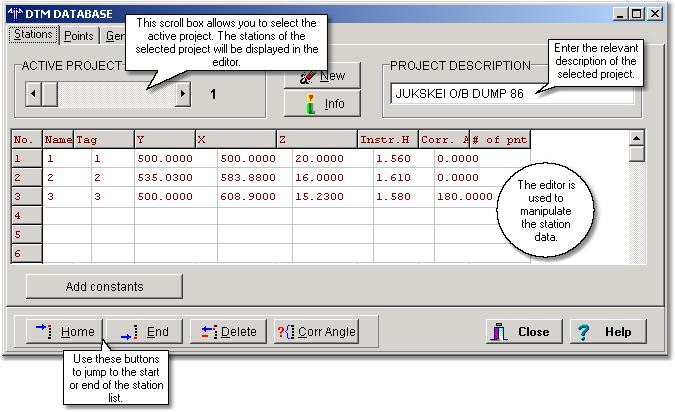 DTM DATABASE
This scroll box allows you to select the
active project. The stations of the
selected project will be displayed in the
editor.
Stations Points Gen
ACTIVE PROJECT
1
New
Info
PROJECT DESCRIPTION
Enter the relevant
description of the
selected project.
JUKSKEI O/B DUMP 86
No. Name Tag Y X Z Instr.H Corr. A # of pnt
1 1 1 500.0000 500.0000 20.0000 1.560 0.0000
2 2 2 535.0300 583.8800 16.0000 1.610 0.0000
3 3 3 500.0000 608.9000 15.2300 1.580 180.0000
4
5
6
The editor is
used to
manipulate
the station
data.
Add constants
Home End Delete ?{ Corr Angle Close ? Help
Use these buttons
to jump to the start
or end of the station
list.